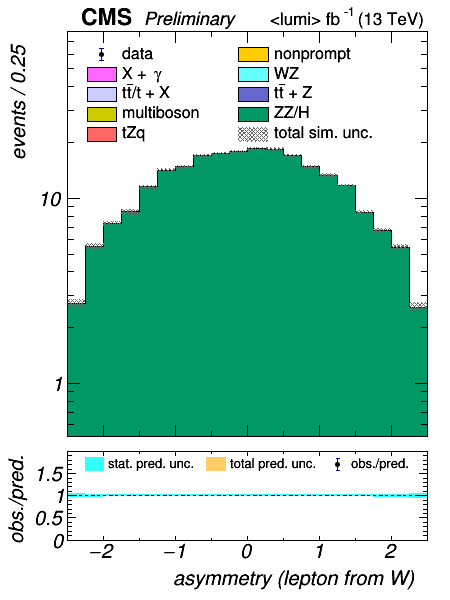 CMS Preliminary <lumi> fb⁻¹ (13 TeV)
events / 0.25
data
nonprompt
X + γ
WZ
tt̄/t + X
tt̄ + Z
multiboson
ZZ/H
tZq
total sim. unc.
10
1
obs./pred.
stat. pred. unc.
total pred. unc.
obs./pred.
1.5
1
0.5
0
−2 −1 0 1 2
asymmetry (lepton from W)